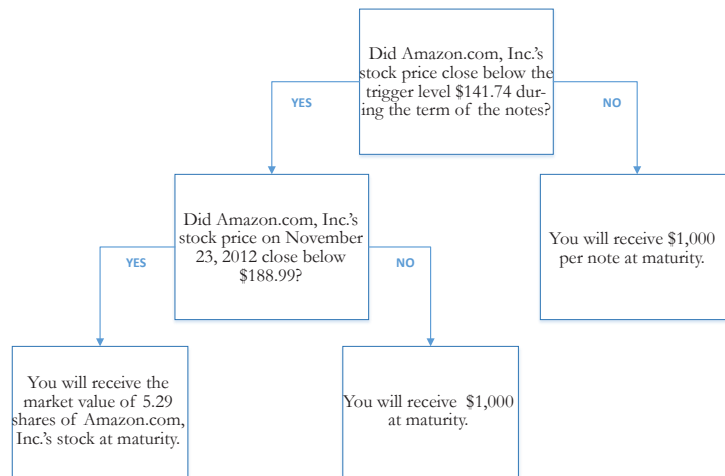 Did Amazon.com, Inc.'s
stock price close below the
trigger level $141.74 dur-
ing the term of the notes?
YES
NO
Did Amazon.com, Inc.'s
stock price on November
23, 2012 close below
$188.99?
You will receive $1,000
per note at maturity.
YES
NO
You will receive the
market value of 5.29
shares of Amazon.com,
Inc.'s stock at maturity.
You will receive $1,000
at maturity.